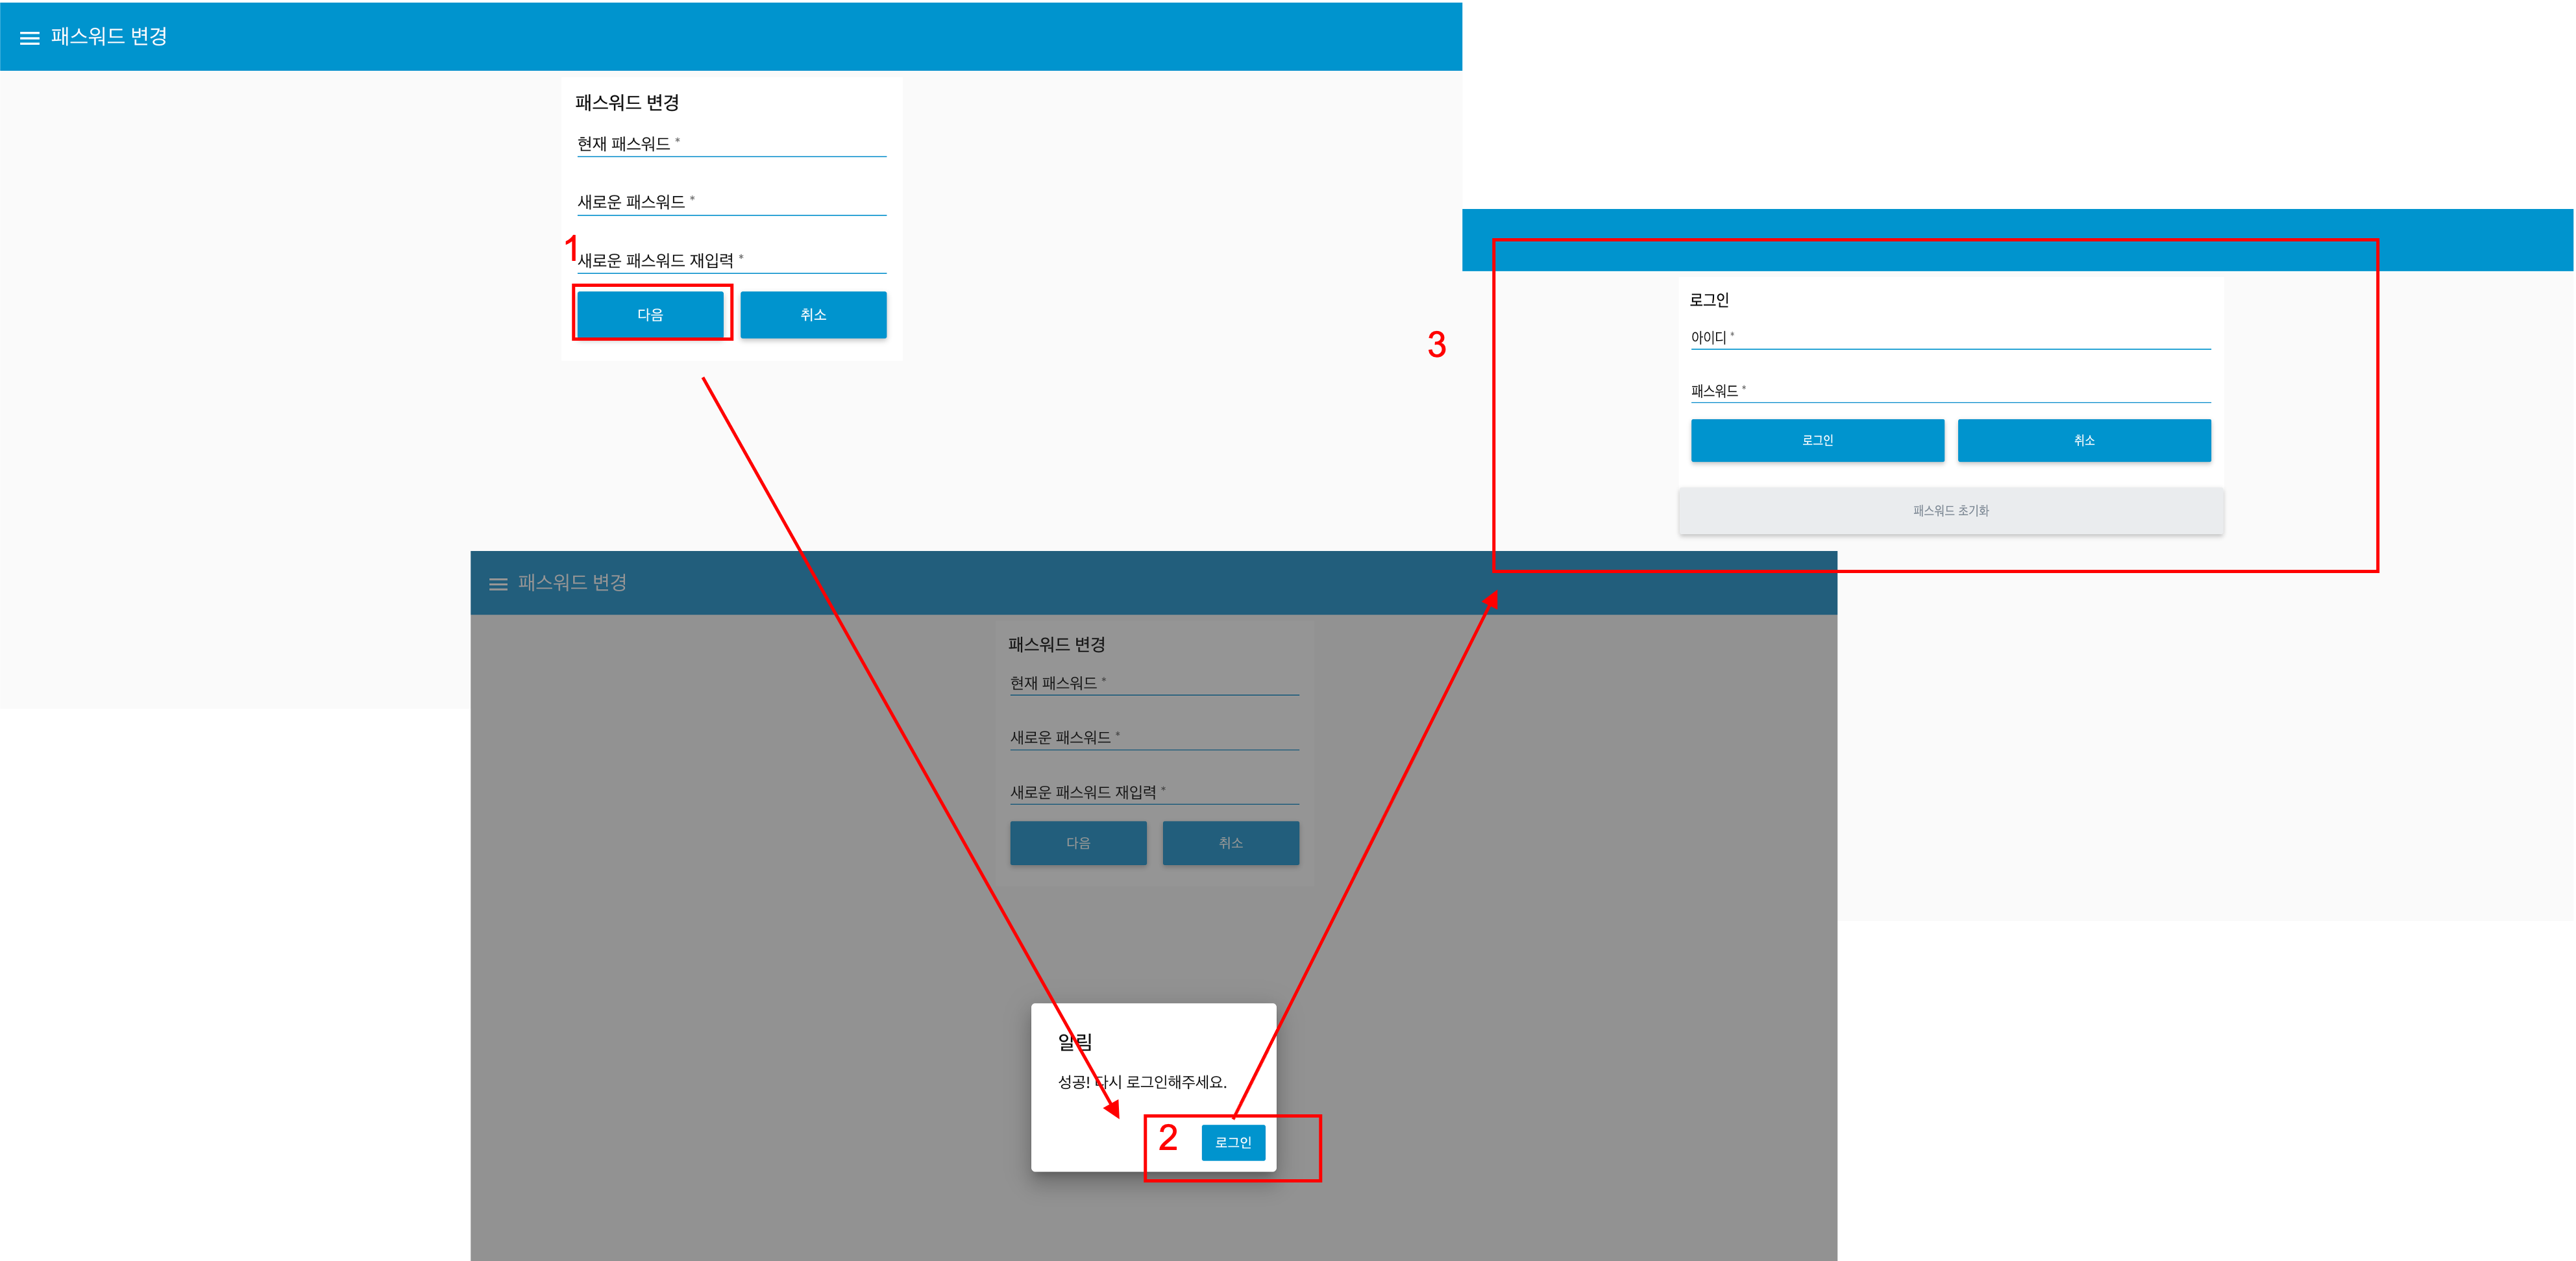 패스워드 변경
패스워드 변경
현재 패스워드 *
새로운 패스워드 *
1
새로운 패스워드 재입력 *
다음 취소
3
로그인
아이디 *
패스워드 *
로그인 취소
패스워드 초기화
패스워드 변경
패스워드 변경
현재 패스워드 *
새로운 패스워드 *
새로운 패스워드 재입력 *
다음 취소
알림
성공! 다시 로그인해주세요.
2 로그인